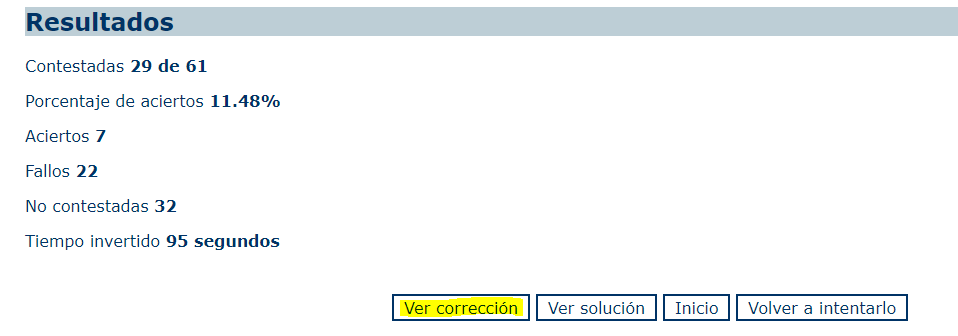 Resultados
Contestadas 29 de 61
Porcentaje de aciertos 11.48%
Aciertos 7
Fallos 22
No contestadas 32
Tiempo invertido 95 segundos
Ver corrección Ver solución Inicio Volver a intentarlo